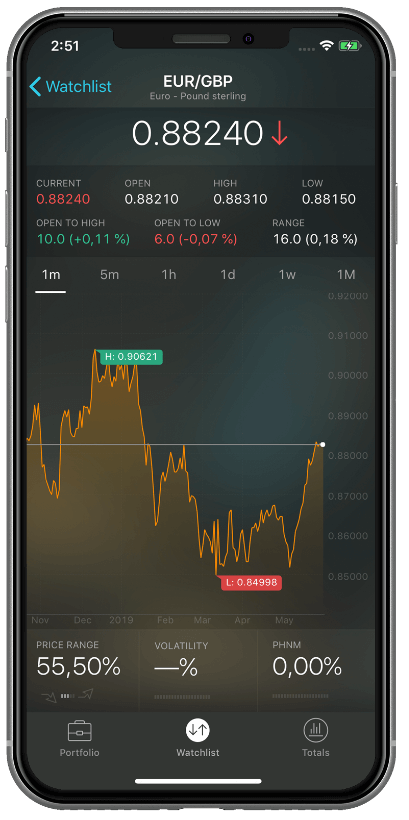 2:51
Watchlist
EUR/GBP
Euro - Pound sterling
0.88240
CURRENT OPEN HIGH LOW
0.88240 0.88210 0.88310 0.88150
OPEN TO HIGH OPEN TO LOW RANGE
10.0 (+0,11 %) 6.0 (-0,07 %) 16.0 (0,18 %)
1m 5m 1h 1d 1w 1M
0.92000
0.91000
H: 0.90621
0.90000
0.89000
0.88000
0.87000
0.86000
L: 0.84998
0.85000
Nov Dec 2019 Feb Mar Apr May
PRICE RANGE VOLATILITY PHNM
55,50% —% 0,00%
Portfolio Watchlist Totals